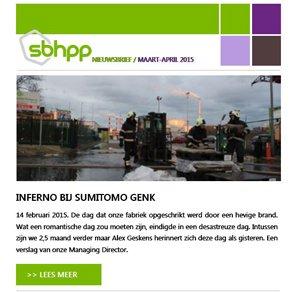 sbhpp
NIEUWSBRIEF / MAART-APRIL 2015
INFERNO BIJ SUMITOMO GENK
14 februari 2015. De dag dat onze fabriek opgeschrikt werd door een hevige brand.
Wat een romantische dag zou moeten zijn, eindigde in een desastreuze dag. Intussen
zijn we 2,5 maand verder maar Alex Geskens herinnert zich deze dag als gisteren. Een
verslag van onze Managing Director.
>> LEES MEER